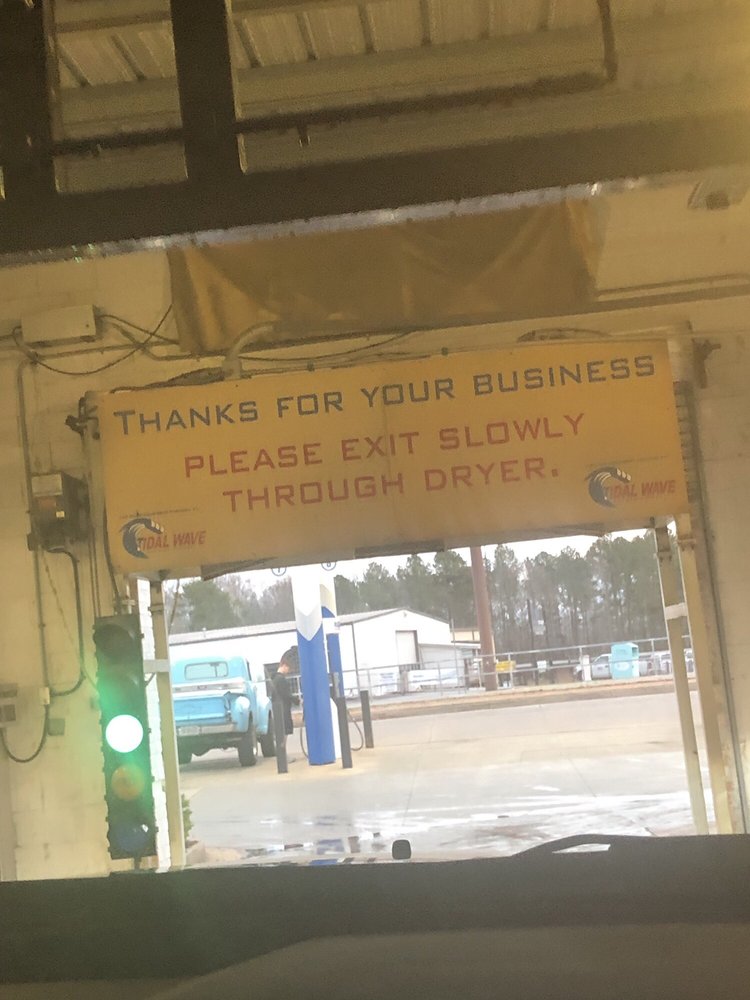 THANKS FOR YOUR BUSINESS
PLEASE EXIT SLOWLY
THROUGH DRYER.
TIDAL WAVE
TIDAL WAVE